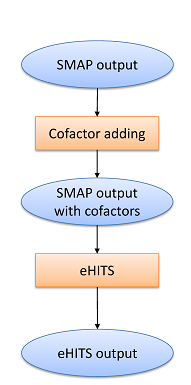 SMAP output
Cofactor adding
SMAP output
with cofactors
eHITS
eHITS output